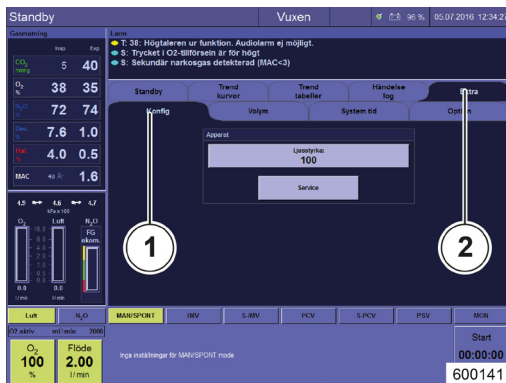 Standby
Vuxen
96 %
05.07.2016 12:34:27
Gasmätning
Insp. Exp
CO₂ mmHg 5 40
O₂ % 38 35
N₂O % 72 74
Des. % 7.6 1.0
Hal. % 4.0 0.5
MAC 40 År 1.6
Larm
T: 38: Högtaleren ur funktion. Audiolarm ej möjligt.
S: Trycket i O2-tillförseln är för högt
S: Sekundär narkosgas detekterad (MAC<3)
Standby
Trend kurvor
Trend tabeller
Händelse log
Extra
Konfig
Volym
System tid
Option
Apparat
Ljusstyrka:
100
Service
1
2
4.9 4.6 4.7
kPa x 100
O₂ Luft N₂O
FG
ekom.
0.0 0.0
l/min l/min
Luft
N₂O
MAN/SPONT
IMV
S-IMV
PCV
S-PCV
PSV
MON
O2 aktiv ml/min 2000
O₂
100
%
Flöde
2.00
l/min
Inga inställningar för MAN/SPONT mode
Start
00:00:00
600141